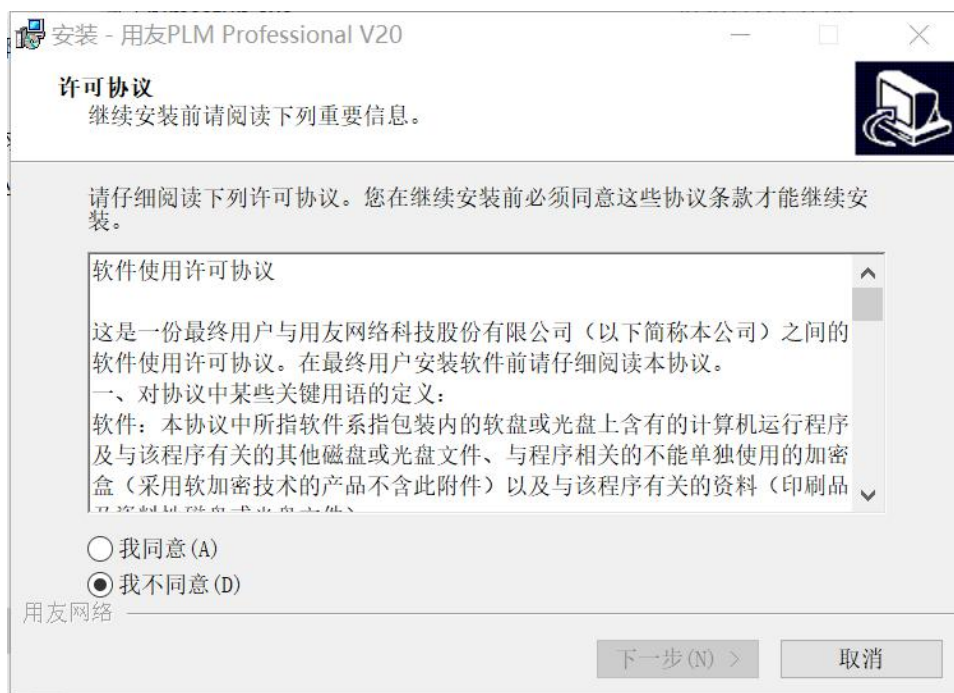 安装 - 用友PLM Professional V20
许可协议
继续安装前请阅读下列重要信息。
请仔细阅读下列许可协议。您在继续安装前必须同意这些协议条款才能继续安
装。
软件使用许可协议
这是一份最终用户与用友网络科技股份有限公司（以下简称本公司）之间的
软件使用许可协议。在最终用户安装软件前请仔细阅读本协议。
一、对协议中某些关键用语的定义：
软件：本协议中所指软件系指包装内的软盘或光盘上含有的计算机运行程序
及与该程序有关的其他磁盘或光盘文件、与程序相关的不能单独使用的加密
盒（采用软加密技术的产品不含此附件）以及与该程序有关的资料（印刷品
我同意(A)
我不同意(D)
用友网络
下一步(N) >
取消